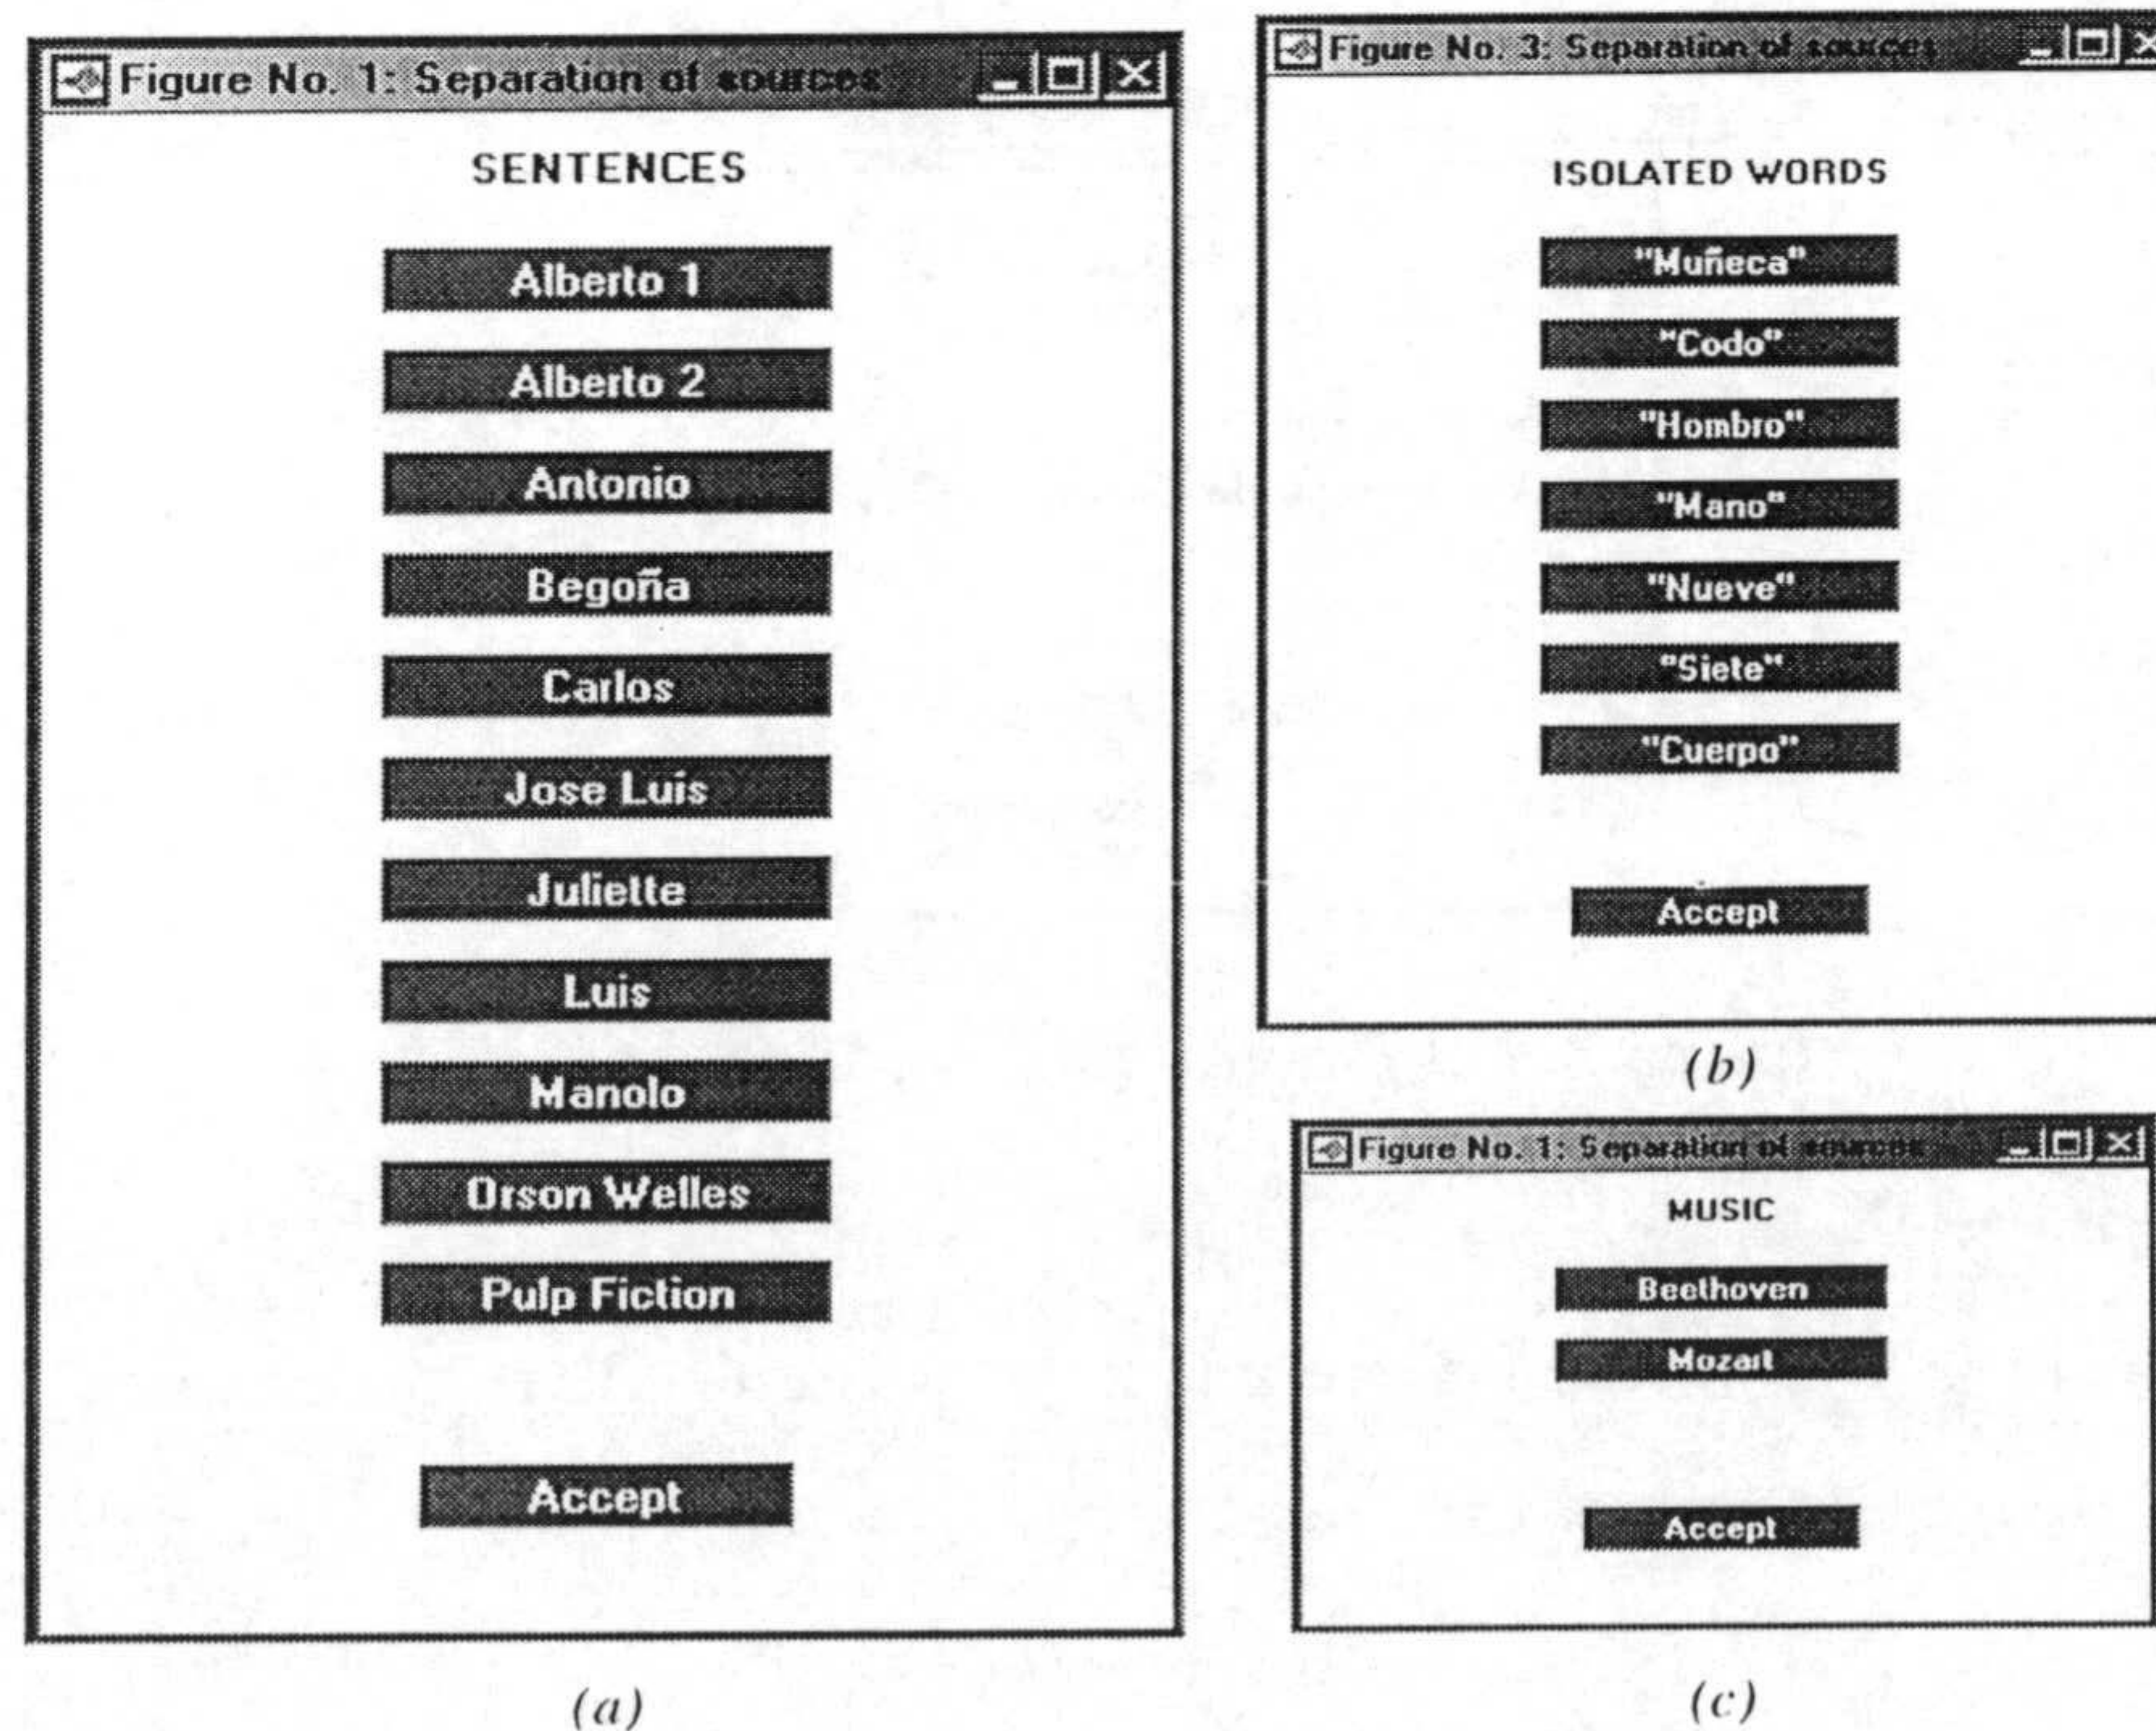 Figure No. 1: Separation of sources
SENTENCES
Alberto 1
Alberto 2
Antonio
Begoña
Carlos
Jose Luis
Juliette
Luis
Manolo
Orson Welles
Pulp Fiction
Accept
(a)
Figure No. 3: Separation of sources
ISOLATED WORDS
"Muñeca"
"Codo"
"Hombro"
"Mano"
"Nueve"
"Siete"
"Cuerpo"
Accept
(b)
Figure No. 1: Separation of sources
MUSIC
Beethoven
Mozart
Accept
(c)